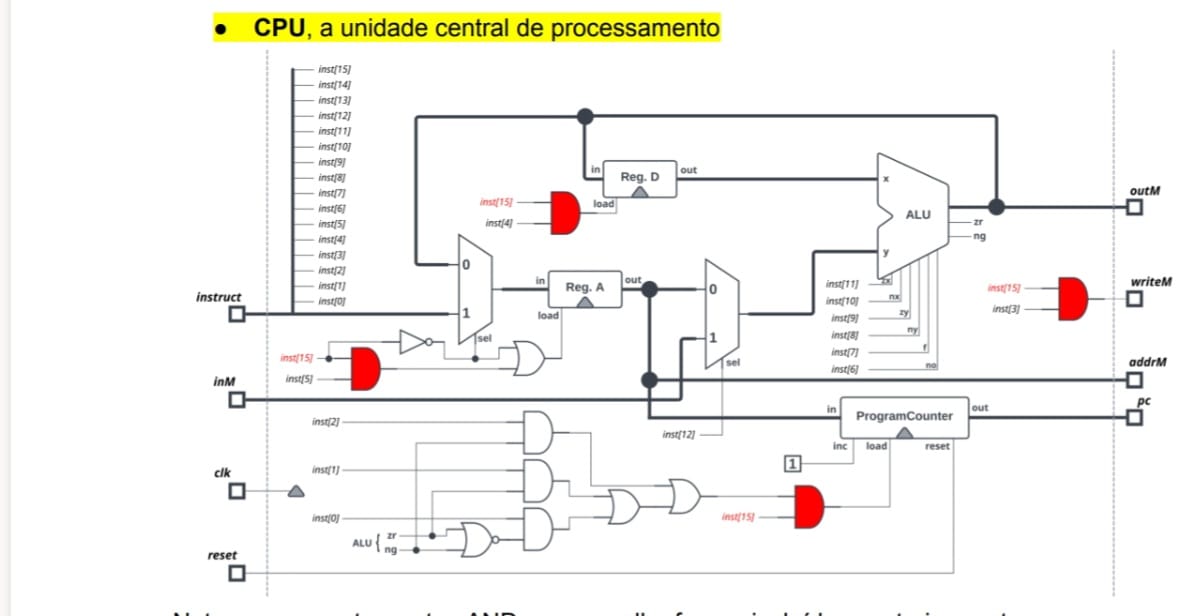 ● CPU, a unidade central de processamento
inst[15]
inst[14]
inst[13]
inst[12]
inst[11]
inst[10]
inst[9]
inst[8]
inst[7]
inst[6]
inst[5]
inst[4]
inst[3]
inst[2]
inst[1]
inst[0]
instruct
inM
clk
reset
inst[15]
inst[4]
in
Reg. D
out
load
0
1
sel
in
Reg. A
out
load
inst[15]
inst[5]
0
1
sel
inst[12]
x
y
ALU
zr
ng
inst[11]
inst[10]
inst[9]
inst[8]
inst[7]
inst[6]
zx
nx
zy
ny
f
no
inst[15]
inst[3]
outM
writeM
addrM
pc
in
ProgramCounter
out
inc
load
reset
1
inst[2]
inst[1]
inst[0]
ALU {
zr
ng
inst[15]